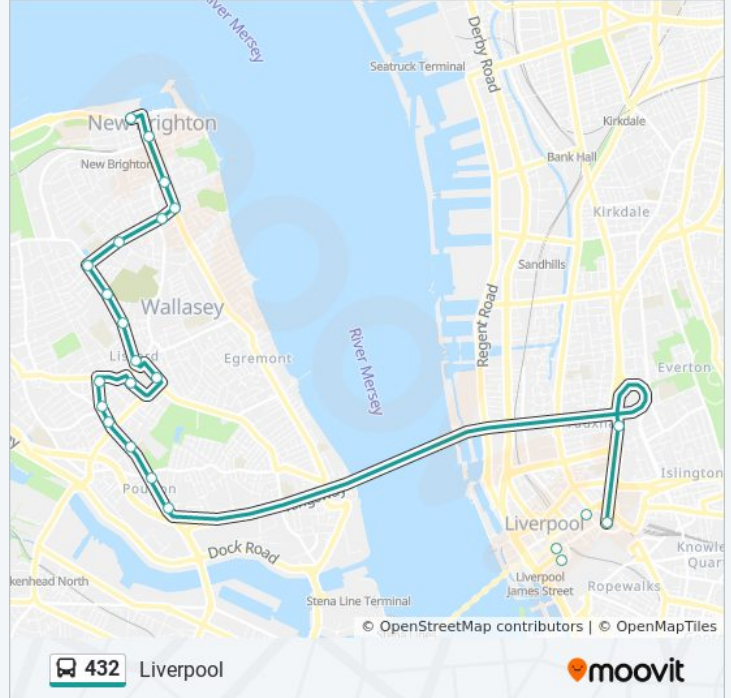 River Mersey
Derby Road
Seatruck Terminal
New Brighton
Kirkdale
New Brighton
Bank Hall
Kirkdale
Sandhills
Wallasey
Regent Road
River Mersey
Egremont
Everton
Islington
Liverpool
Dock Road
Knowle
Quar
kenhead North
Liverpool
James Street
Ropewalks
Stena Line Terminal
© OpenStreetMap contributors | © OpenMapTiles
432 Liverpool
moovit